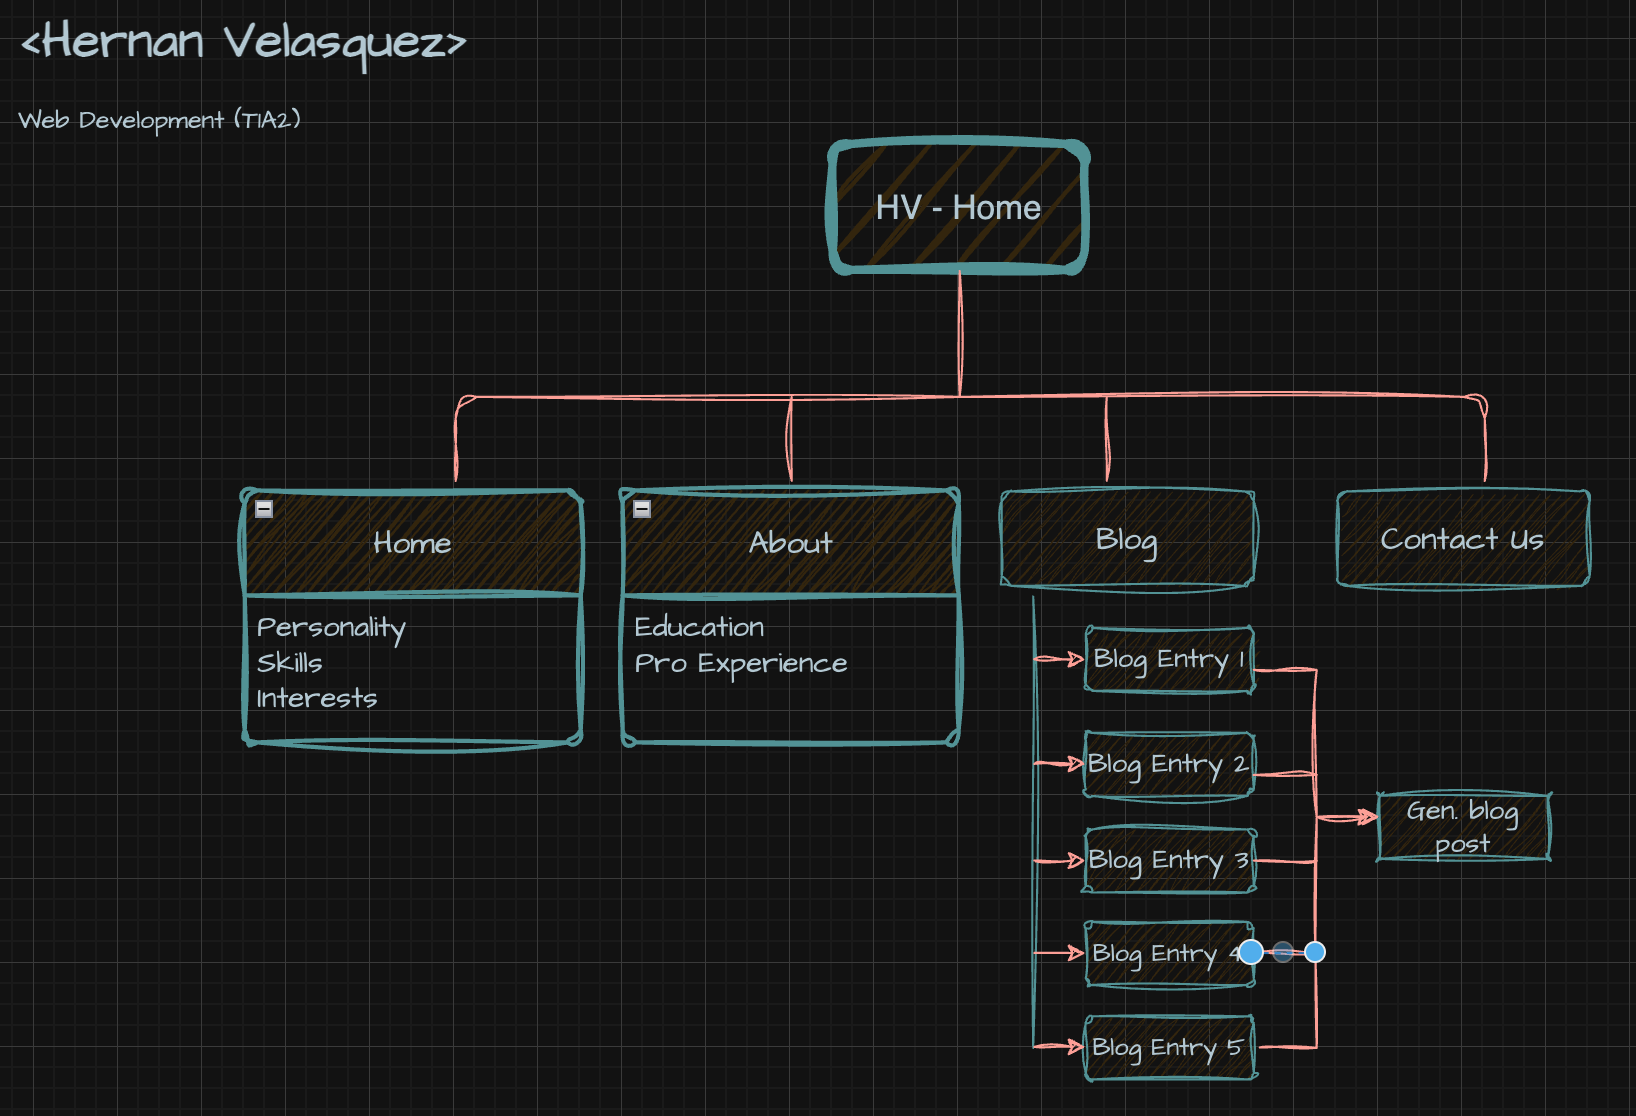 <Hernan Velasquez>
Web Development (TIA2)
HV - Home
Home
Personality
Skills
Interests
About
Education
Pro Experience
Blog
Blog Entry 1
Blog Entry 2
Blog Entry 3
Blog Entry 4
Blog Entry 5
Gen. blog
post
Contact Us